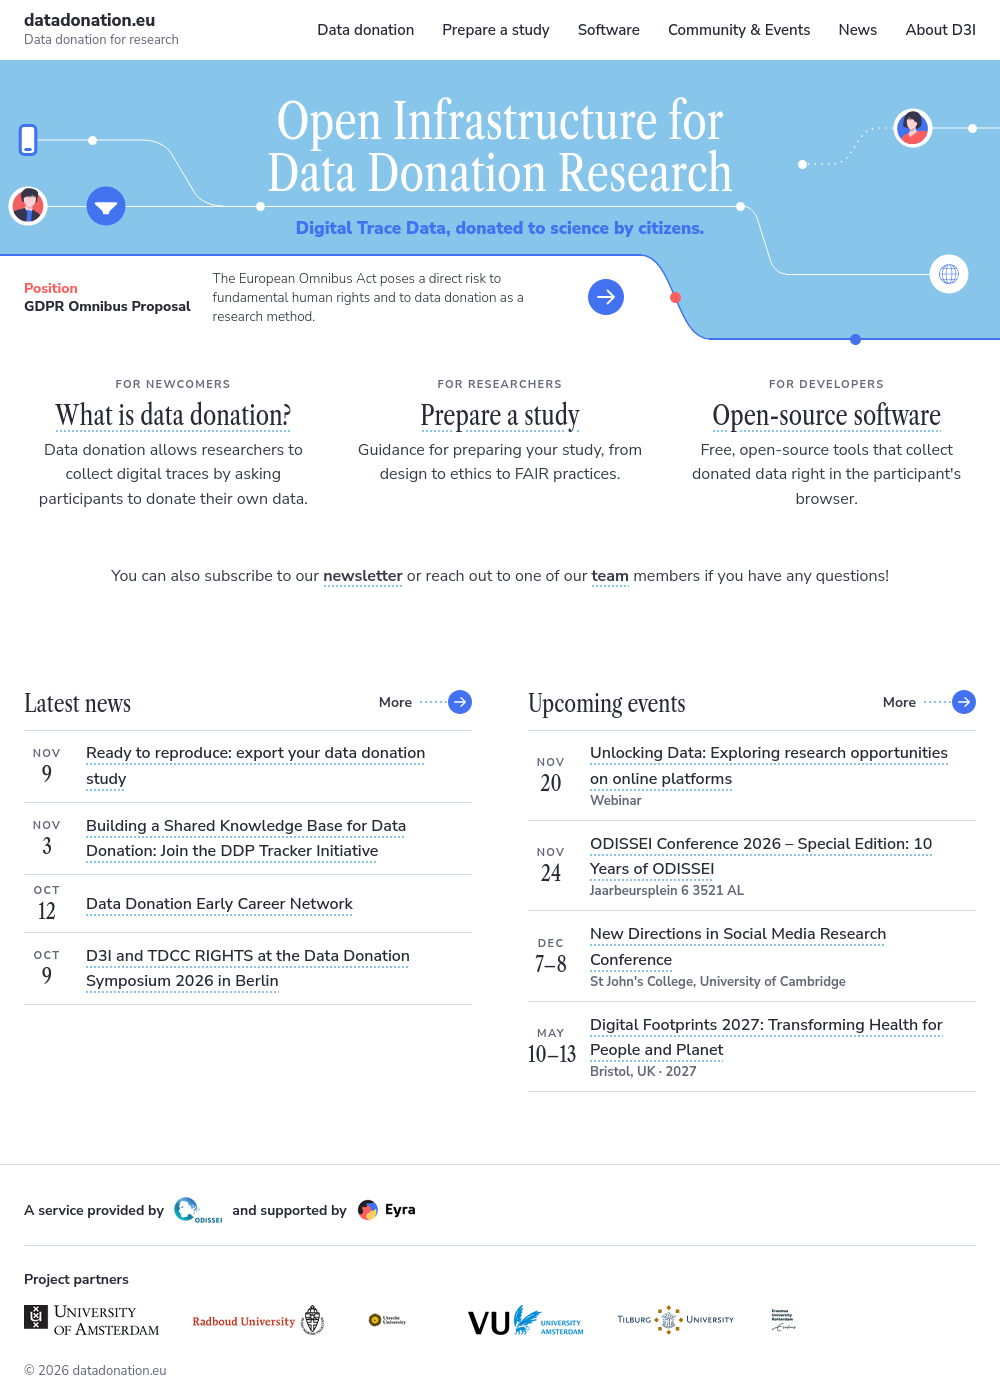 datadonation.eu
Data donation for research
Data donation
Prepare a study
Software
Community & Events
News
About D3I
Open Infrastructure for
Data Donation Research
Digital Trace Data, donated to science by citizens.
Position
GDPR Omnibus Proposal
The European Omnibus Act poses a direct risk to
fundamental human rights and to data donation as a
research method.
FOR NEWCOMERS
What is data donation?
Data donation allows researchers to
collect digital traces by asking
participants to donate their own data.
FOR RESEARCHERS
Prepare a study
Guidance for preparing your study, from
design to ethics to FAIR practices.
FOR DEVELOPERS
Open-source software
Free, open-source tools that collect
donated data right in the participant's
browser.
You can also subscribe to our newsletter or reach out to one of our team members if you have any questions!
Latest news
More
NOV
9
Ready to reproduce: export your data donation
study
NOV
3
Building a Shared Knowledge Base for Data
Donation: Join the DDP Tracker Initiative
OCT
12
Data Donation Early Career Network
OCT
9
D3I and TDCC RIGHTS at the Data Donation
Symposium 2026 in Berlin
Upcoming events
More
NOV
20
Unlocking Data: Exploring research opportunities
on online platforms
Webinar
NOV
24
ODISSEI Conference 2026 – Special Edition: 10
Years of ODISSEI
Jaarbeursplein 6 3521 AL
DEC
7–8
New Directions in Social Media Research
Conference
St John's College, University of Cambridge
MAY
10–13
Digital Footprints 2027: Transforming Health for
People and Planet
Bristol, UK · 2027
A service provided by
ODISSEI
and supported by
Eyra
Project partners
UNIVERSITY
OF AMSTERDAM
Radboud University
Utrecht
University
VU
UNIVERSITY
AMSTERDAM
TILBURG UNIVERSITY
Erasmus
University
Rotterdam
Erasmus
© 2026 datadonation.eu